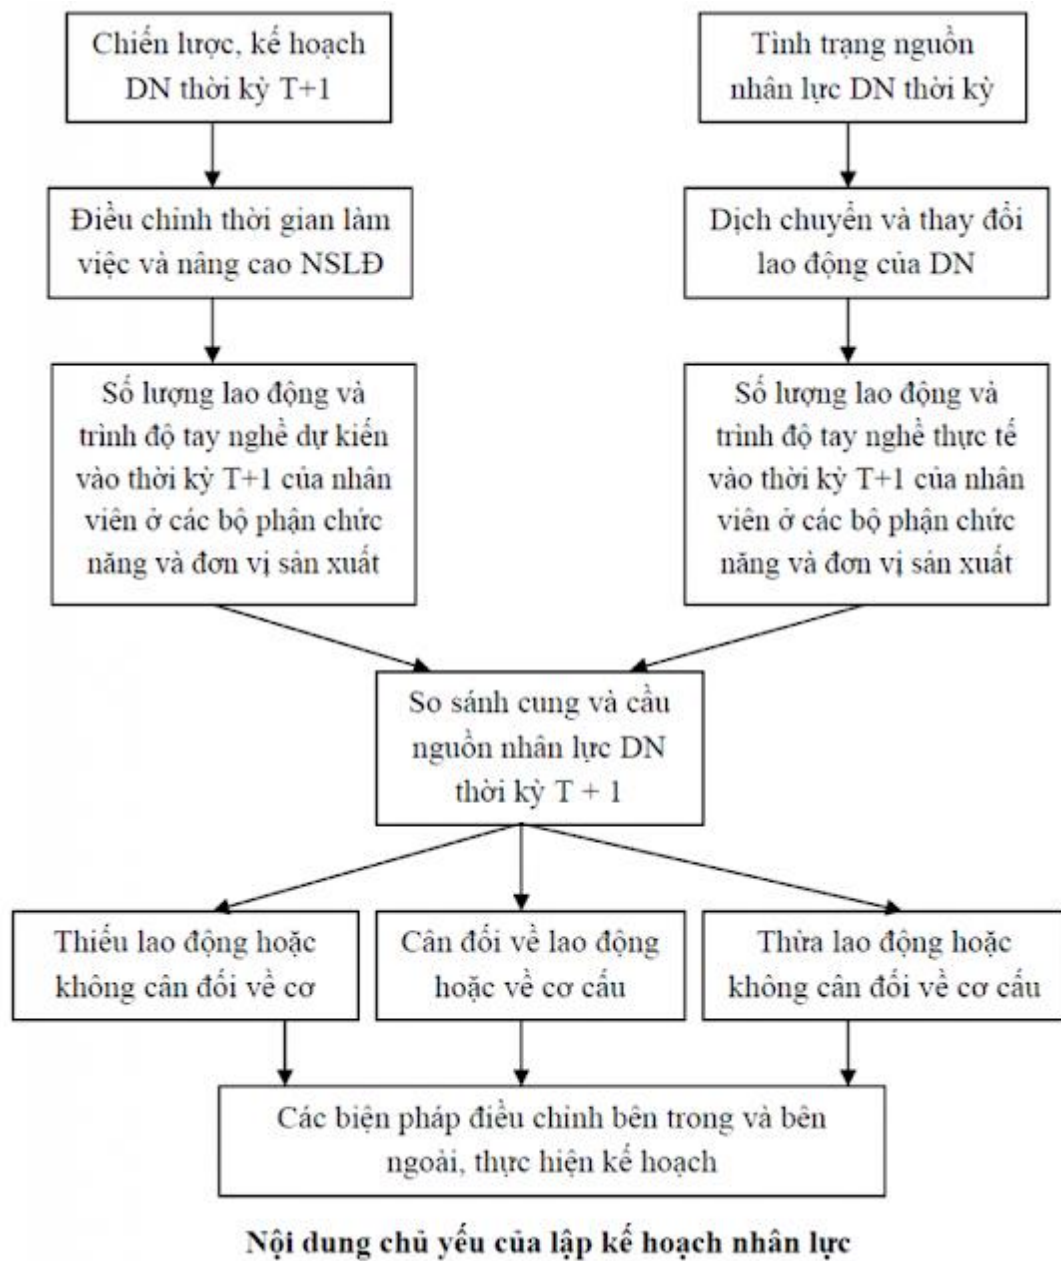 Chiến lược, kế hoạch
DN thời kỳ T+1
Tình trạng nguồn
nhân lực DN thời kỳ
Điều chỉnh thời gian làm
việc và nâng cao NSLĐ
Dịch chuyển và thay đổi
lao động của DN
Số lượng lao động và
trình độ tay nghề dự kiến
vào thời kỳ T+1 của nhân
viên ở các bộ phận chức
năng và đơn vị sản xuất
Số lượng lao động và
trình độ tay nghề thực tế
vào thời kỳ T+1 của nhân
viên ở các bộ phận chức
năng và đơn vị sản xuất
So sánh cung và cầu
nguồn nhân lực DN
thời kỳ T + 1
Thiếu lao động hoặc
không cân đối về cơ
Cân đối về lao động
hoặc về cơ cấu
Thừa lao động hoặc
không cân đối về cơ cấu
Các biện pháp điều chỉnh bên trong và bên
ngoài, thực hiện kế hoạch
Nội dung chủ yếu của lập kế hoạch nhân lực